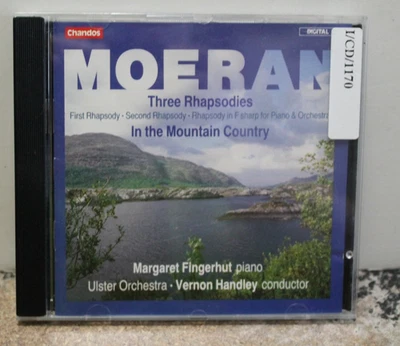 Chandos
DIGITAL
MOERAN
I/CD/1170
Three Rhapsodies
First Rhapsody · Second Rhapsody · Rhapsody in F sharp for Piano & Orchestra
In the Mountain Country
Margaret Fingerhut piano
Ulster Orchestra · Vernon Handley conductor